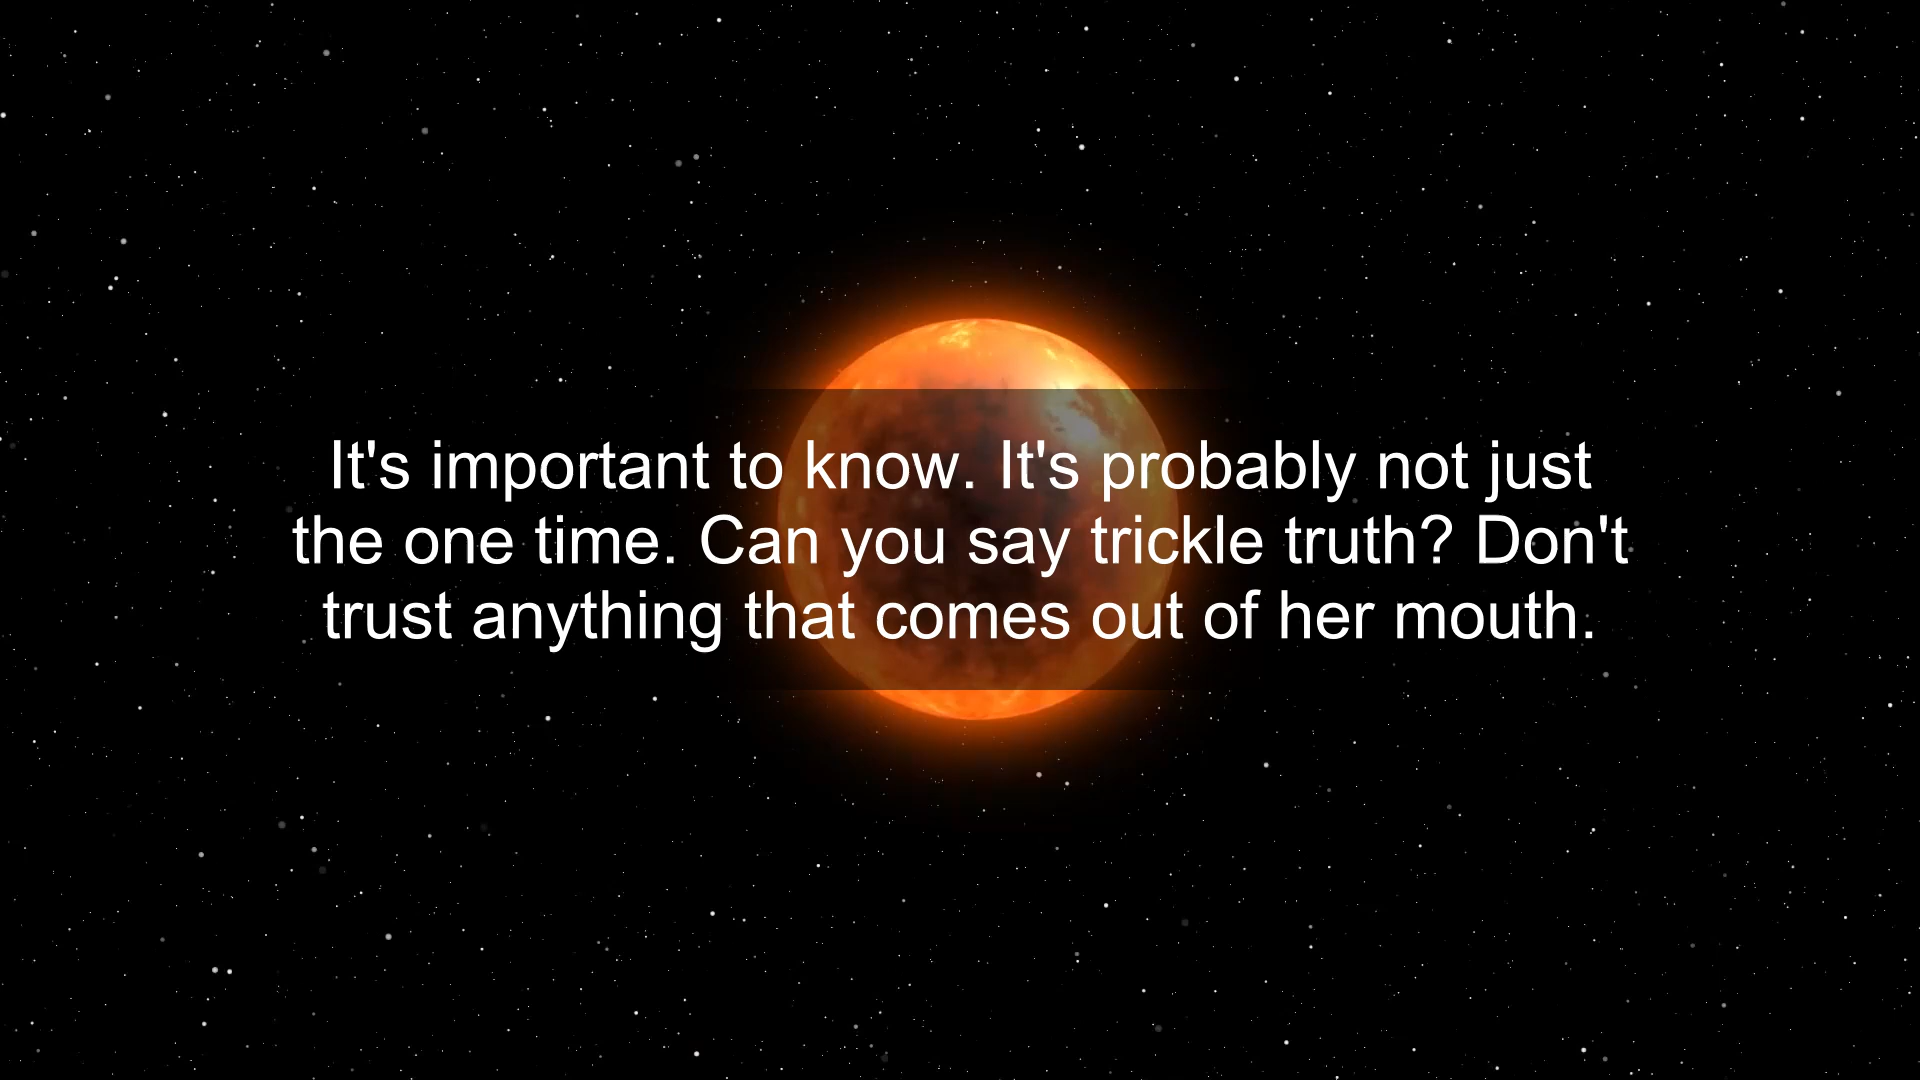 It's important to know. It's probably not just
the one time. Can you say trickle truth? Don't
trust anything that comes out of her mouth.